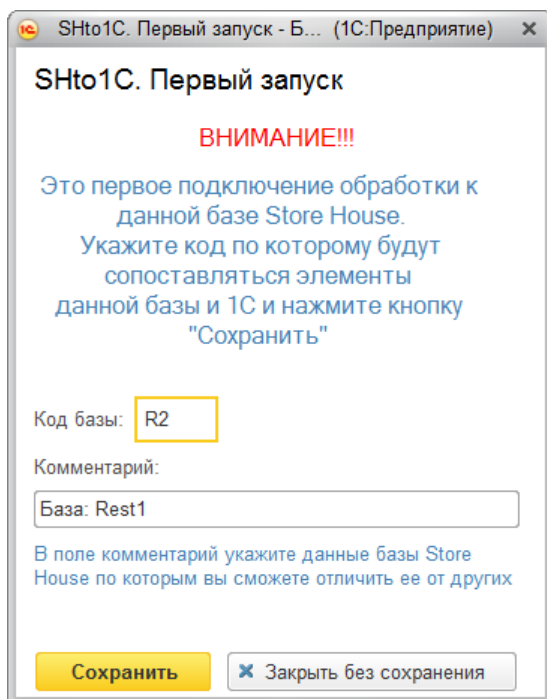 SHto1C. Первый запуск - Б... (1С:Предприятие)
SHto1C. Первый запуск
ВНИМАНИЕ!!!
Это первое подключение обработки к
данной базе Store House.
Укажите код по которому будут
сопоставляться элементы
данной базы и 1С и нажмите кнопку
"Сохранить"
Код базы: R2
Комментарий:
База: Rest1
В поле комментарий укажите данные базы Store
House по которым вы сможете отличить ее от других
Сохранить Закрыть без сохранения